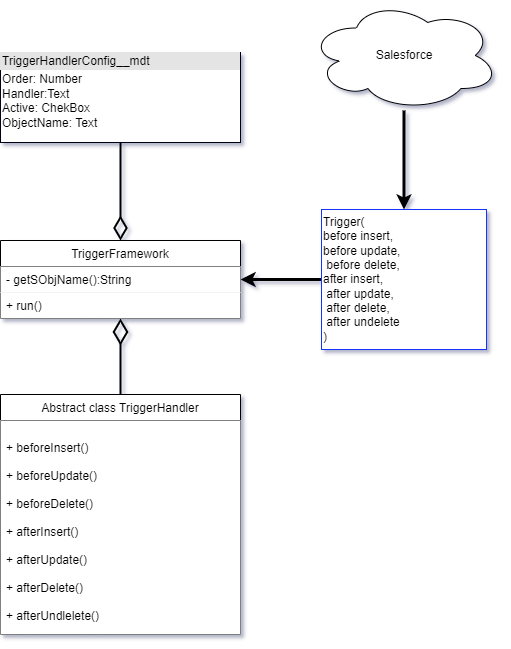 TriggerHandlerConfig__mdt
Order: Number
Handler:Text
Active: ChekBox
ObjectName: Text
Salesforce
Trigger(
before insert,
before update,
before delete,
after insert,
after update,
after delete,
after undelete
)
TriggerFramework
- getSObjName():String
+ run()
Abstract class TriggerHandler
+ beforeInsert()
+ beforeUpdate()
+ beforeDelete()
+ afterInsert()
+ afterUpdate()
+ afterDelete()
+ afterUndlelete()